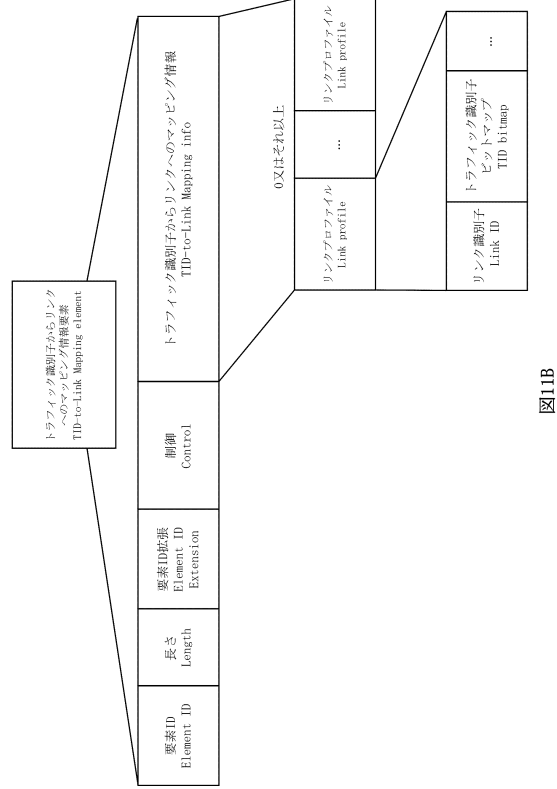 トラフィック識別子からリンク
へのマッピング情報要素
TID-to-Link Mapping element
要素ID
Element ID
長さ
Length
要素ID拡張
Element ID
Extension
制御
Control
トラフィック識別子からリンクへのマッピング情報
TID-to-Link Mapping info
0又はそれ以上
リンクプロファイル
Link profile
...
リンクプロファイル
Link profile
リンク識別子
Link ID
トラフィック識別子
ビットマップ
TID bitmap
...
図11B